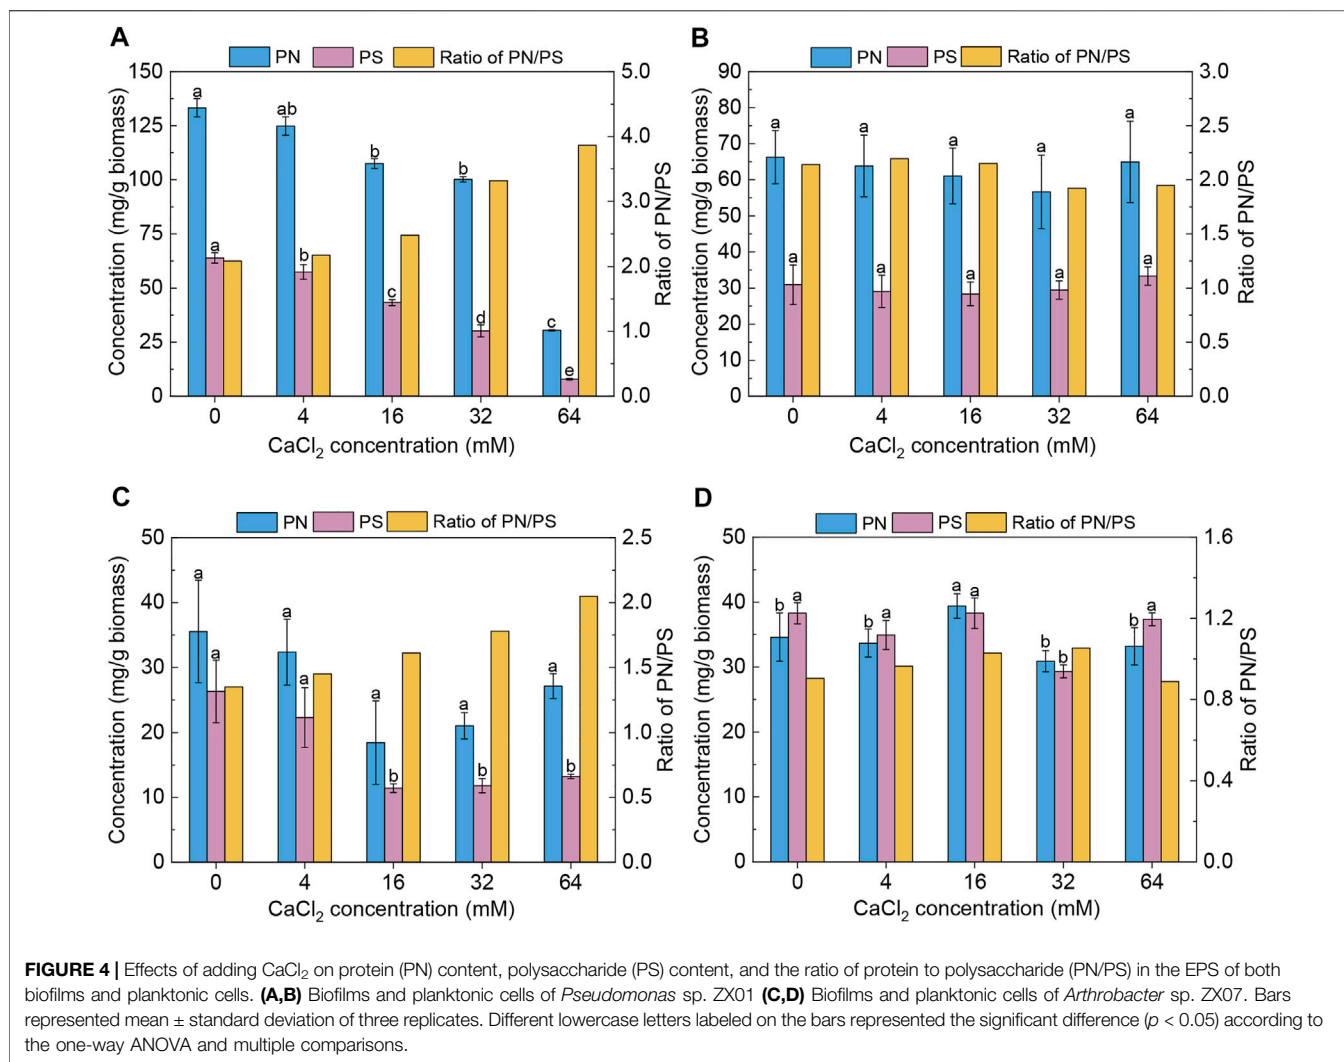 A
PN PS Ratio of PN/PS
Concentration (mg/g biomass)
150
125
100
75
50
25
0
5.0
4.0
3.0
2.0
1.0
0.0
Ratio of PN/PS
a ab b b c
a b c d e
0 4 16 32 64
CaCl₂ concentration (mM)
B
PN PS Ratio of PN/PS
Concentration (mg/g biomass)
90
80
70
60
50
40
30
20
10
0
3.0
2.5
2.0
1.5
1.0
0.5
0.0
Ratio of PN/PS
a a a a a
a a a a a
0 4 16 32 64
CaCl₂ concentration (mM)
C
PN PS Ratio of PN/PS
Concentration (mg/g biomass)
50
40
30
20
10
0
2.5
2.0
1.5
1.0
0.5
0.0
Ratio of PN/PS
a a a a a
a a b b b
0 4 16 32 64
CaCl₂ concentration (mM)
D
PN PS Ratio of PN/PS
Concentration (mg/g biomass)
50
40
30
20
10
0
1.6
1.2
0.8
0.4
0.0
Ratio of PN/PS
b b a b b
a a a b a
0 4 16 32 64
CaCl₂ concentration (mM)
FIGURE 4 | Effects of adding CaCl₂ on protein (PN) content, polysaccharide (PS) content, and the ratio of protein to polysaccharide (PN/PS) in the EPS of both
biofilms and planktonic cells. (A,B) Biofilms and planktonic cells of Pseudomonas sp. ZX01 (C,D) Biofilms and planktonic cells of Arthrobacter sp. ZX07. Bars
represented mean ± standard deviation of three replicates. Different lowercase letters labeled on the bars represented the significant difference (p < 0.05) according to
the one-way ANOVA and multiple comparisons.